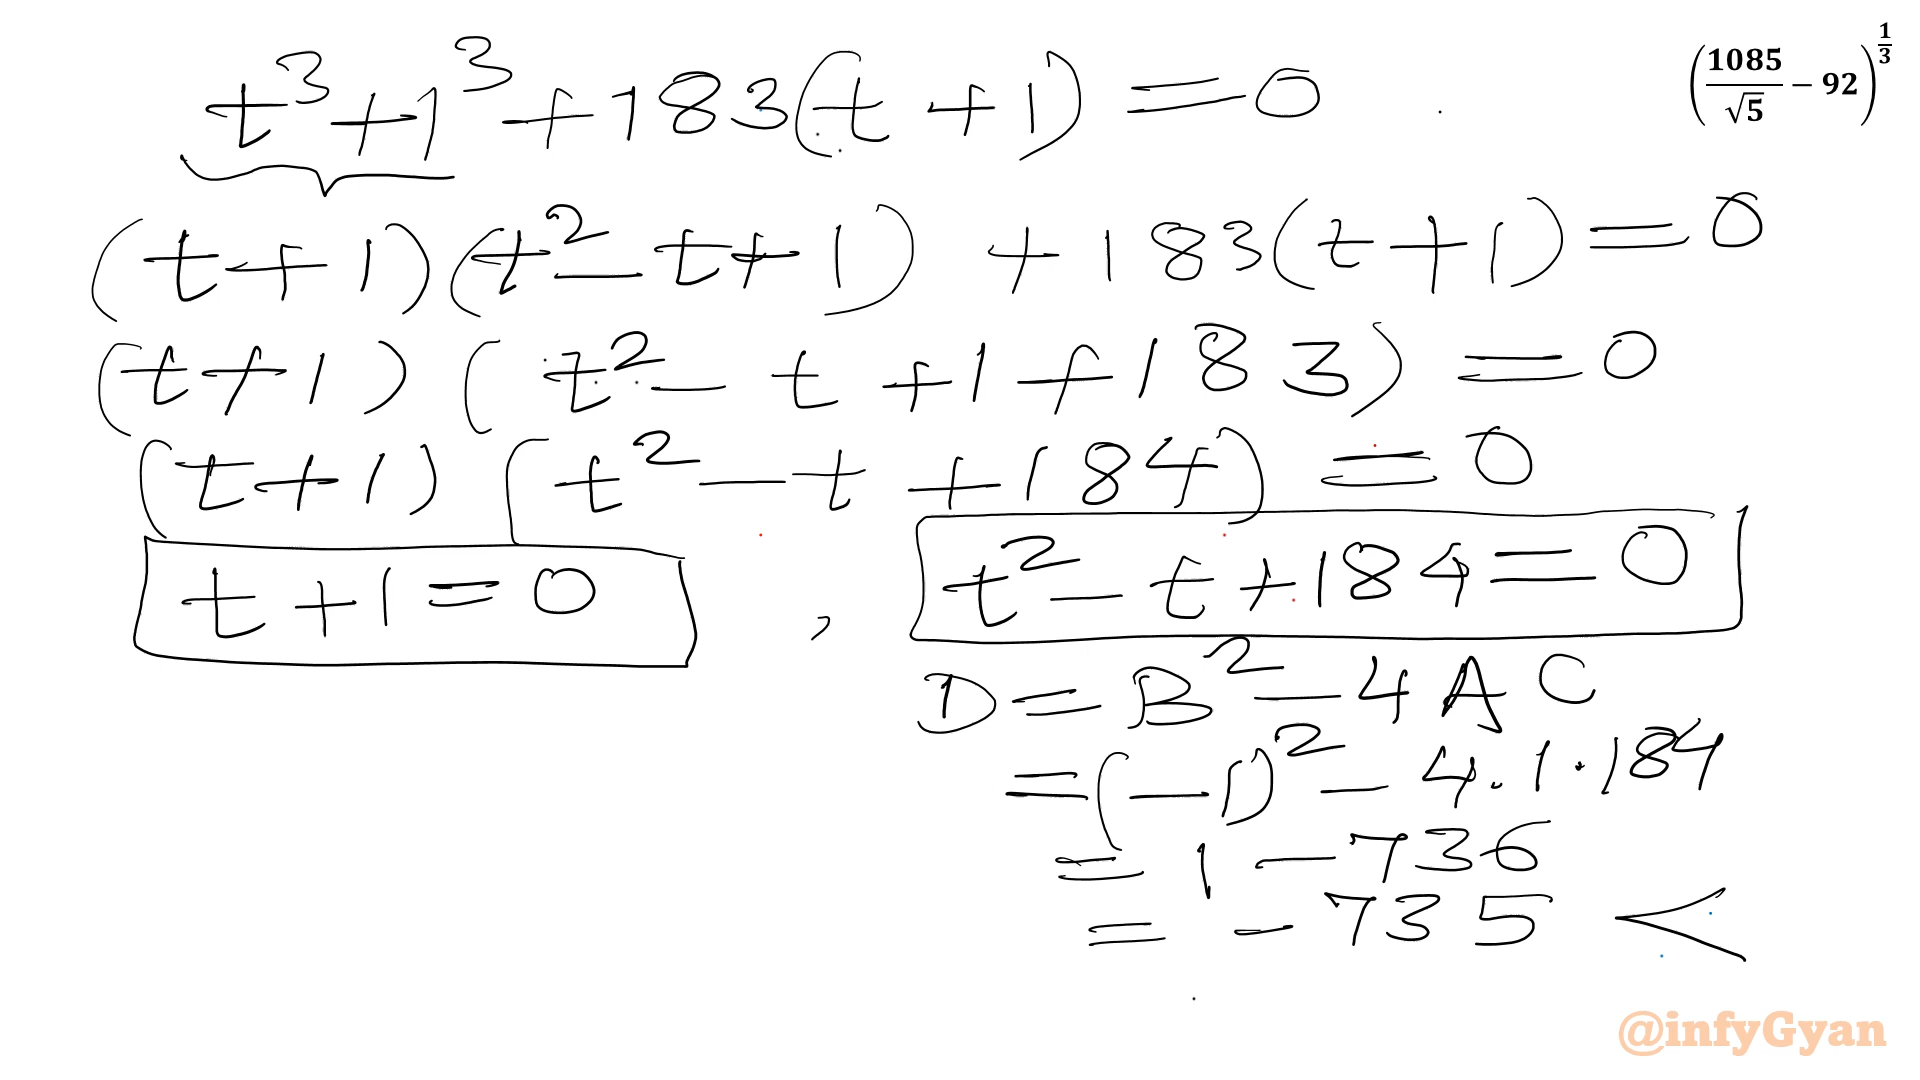 t³ + 1³ + 183(t + 1) = 0
(1085/√5 − 92)^(1/3)
(t + 1)(t² − t + 1) + 183(t + 1) = 0
(t + 1)(t² − t + 1 + 183) = 0
(t + 1)(t² − t + 184) = 0
t + 1 = 0 , t² − t + 184 = 0
D = B² − 4AC
= (−1)² − 4.1.184
= 1 − 736
= −735 <
@infyGyan